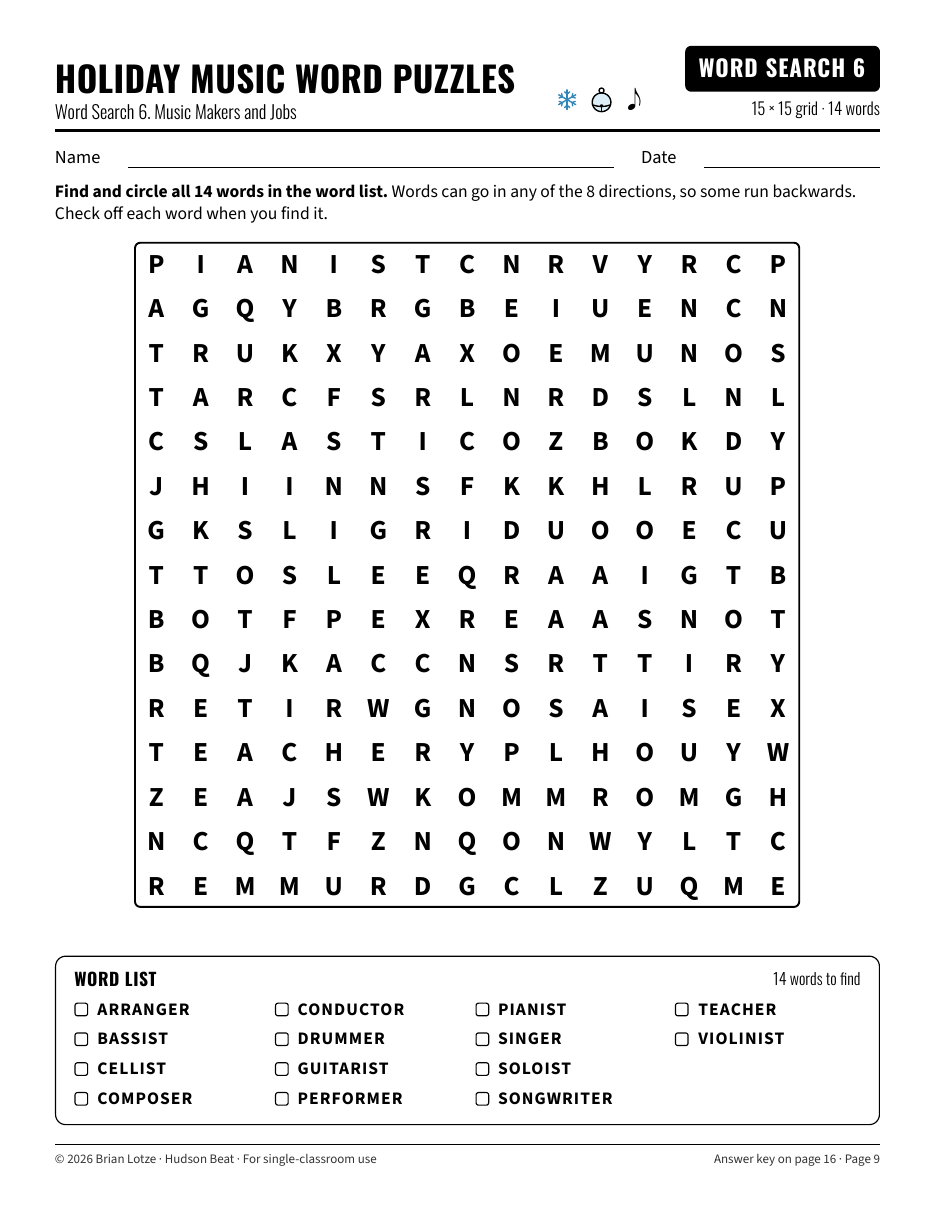 HOLIDAY MUSIC WORD PUZZLES
WORD SEARCH 6
Word Search 6. Music Makers and Jobs
15 × 15 grid · 14 words
Name
Date
Find and circle all 14 words in the word list. Words can go in any of the 8 directions, so some run backwards.
Check off each word when you find it.
P I A N I S T C N R V Y R C P
A G Q Y B R G B E I U E N C N
T R U K X Y A X O E M U N O S
T A R C F S R L N R D S L N L
C S L A S T I C O Z B O K D Y
J H I I N N S F K K H L R U P
G K S L I G R I D U O O E C U
T T O S L E E Q R A A I G T B
B O T F P E X R E A A S N O T
B Q J K A C C N S R T T I R Y
R E T I R W G N O S A I S E X
T E A C H E R Y P L H O U Y W
Z E A J S W K O M M R O M G H
N C Q T F Z N Q O N W Y L T C
R E M M U R D G C L Z U Q M E
WORD LIST
14 words to find
ARRANGER CONDUCTOR PIANIST TEACHER
BASSIST DRUMMER SINGER VIOLINIST
CELLIST GUITARIST SOLOIST
COMPOSER PERFORMER SONGWRITER
© 2026 Brian Lotze · Hudson Beat · For single-classroom use
Answer key on page 16 · Page 9